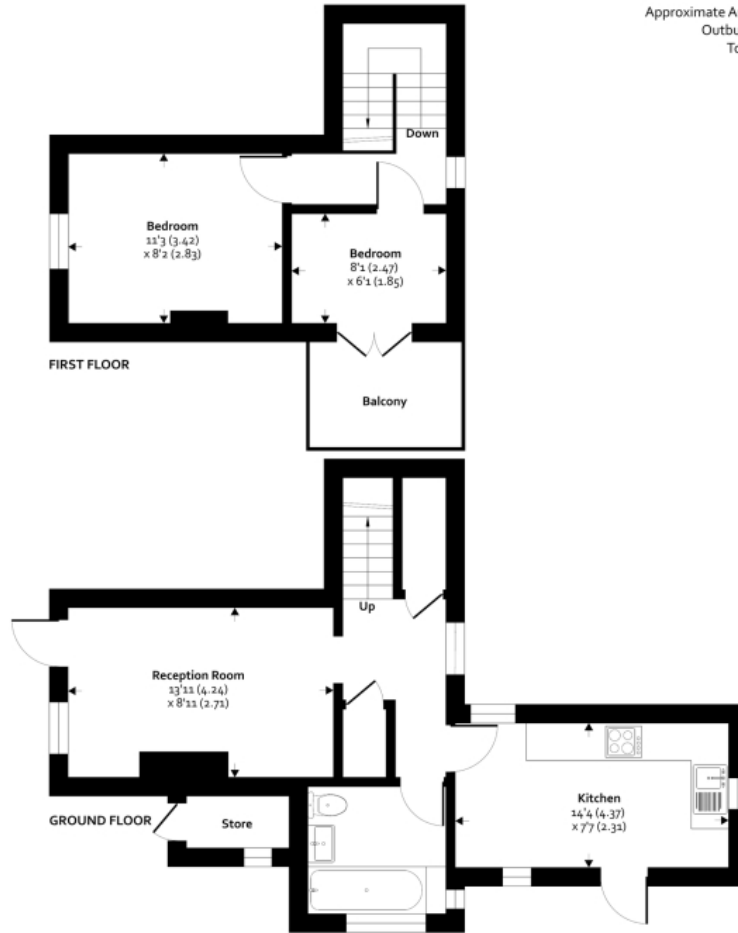 Approximate A
Outbu
To
Down
Bedroom
11'3 (3.42)
x 8'2 (2.83)
Bedroom
8'1 (2.47)
x 6'1 (1.85)
FIRST FLOOR
Balcony
Up
Reception Room
13'11 (4.24)
x 8'11 (2.71)
Kitchen
14'4 (4.37)
x 7'7 (2.31)
GROUND FLOOR
Store